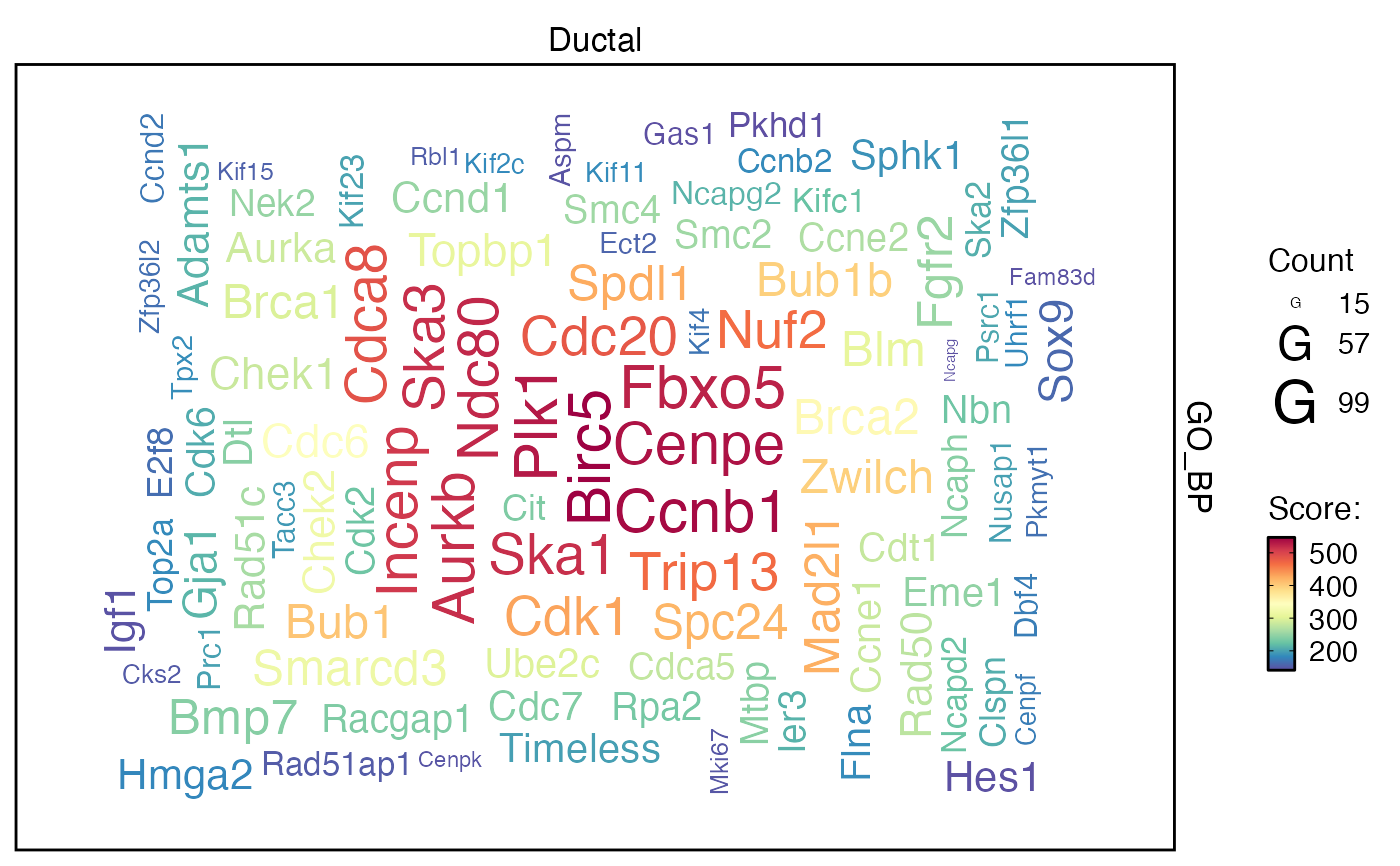 Ductal
Ccnd2
Adamts1
Kif15
Kif23
Rbl1
Kif2c
Aspm
Kif11
Gas1
Pkhd1
Ccnb2
Sphk1
Zfp36l1
Nek2
Ccnd1
Smc4
Ncapg2
Kifc1
Ska2
Zfp36l2
Aurka
Cdca8
Topbp1
Ect2
Smc2
Ccne2
Fgfr2
Brca1
Ska3
Ndc80
Spdl1
Bub1b
Fam83d
Cdc20
Kif4
Nuf2
Blm
Ncapg
Psrc1
Uhrf1
Sox9
Tpx2
Chek1
Plk1
Birc5
Fbxo5
Brca2
Nbn
E2f8
Cdk6
Dtl
Cdc6
Incenp
Aurkb
Cenpe
Zwilch
Ncaph
Nusap1
Pkmyt1
Top2a
Gja1
Rad51c
Tacc3
Chek2
Cdk2
Cit
Ccnb1
Ska1
Trip13
Mad2l1
Cdt1
Igf1
Eme1
Dbf4
Bub1
Cdk1
Spc24
Ccne1
Rad50
Cks2
Prc1
Smarcd3
Ube2c
Cdca5
Mtbp
Ier3
Ncapd2
Clspn
Cenpf
Bmp7
Racgap1
Cdc7
Rpa2
Flna
Timeless
Mki67
Hmga2
Rad51ap1
Cenpk
Hes1
GO_BP
Count
G 15
G 57
G 99
Score:
500
400
300
200